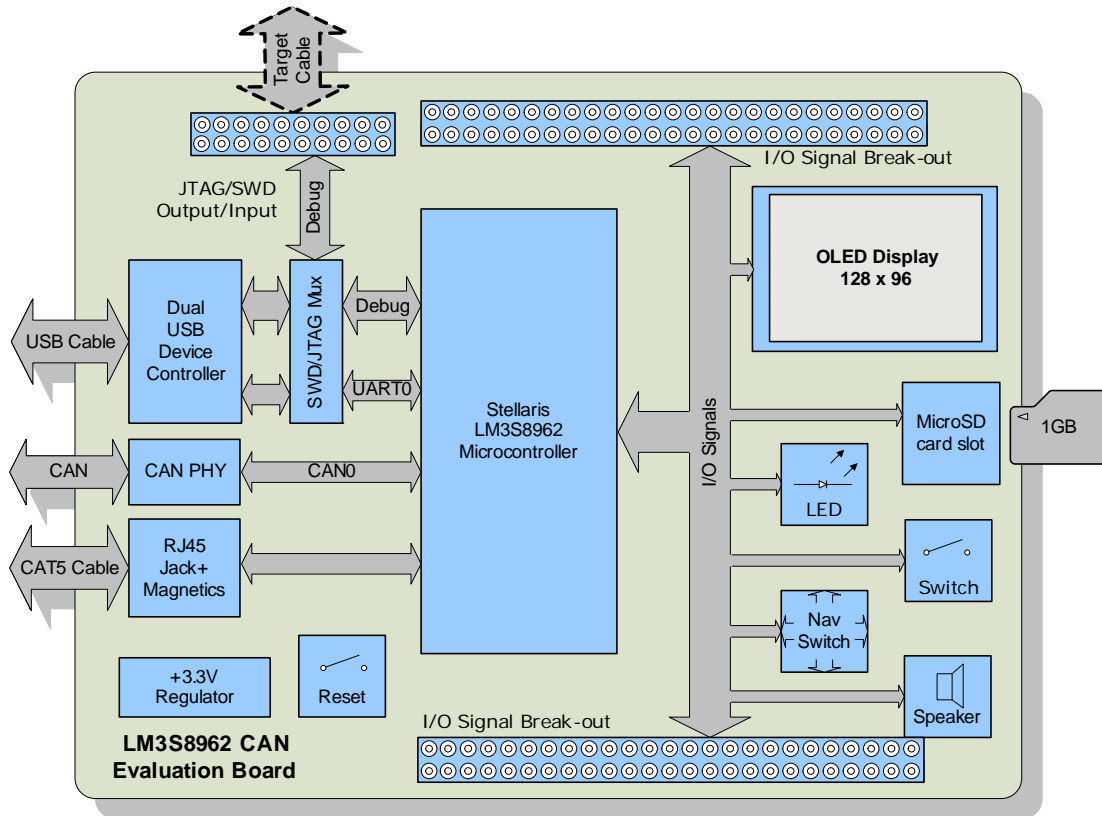 Target
Cable
I/O Signal Break-out
JTAG/SWD
Output/Input
Debug
OLED Display
128 x 96
Dual
USB
Device
Controller
SWD/JTAG Mux
Debug
USB Cable
UART0
Stellaris
LM3S8962
Microcontroller
I/O Signals
MicroSD
card slot
1GB
CAN
CAN PHY
CAN0
LED
CAT5 Cable
RJ45
Jack+
Magnetics
Switch
Nav
Switch
+3.3V
Regulator
Reset
Speaker
I/O Signal Break-out
LM3S8962 CAN
Evaluation Board